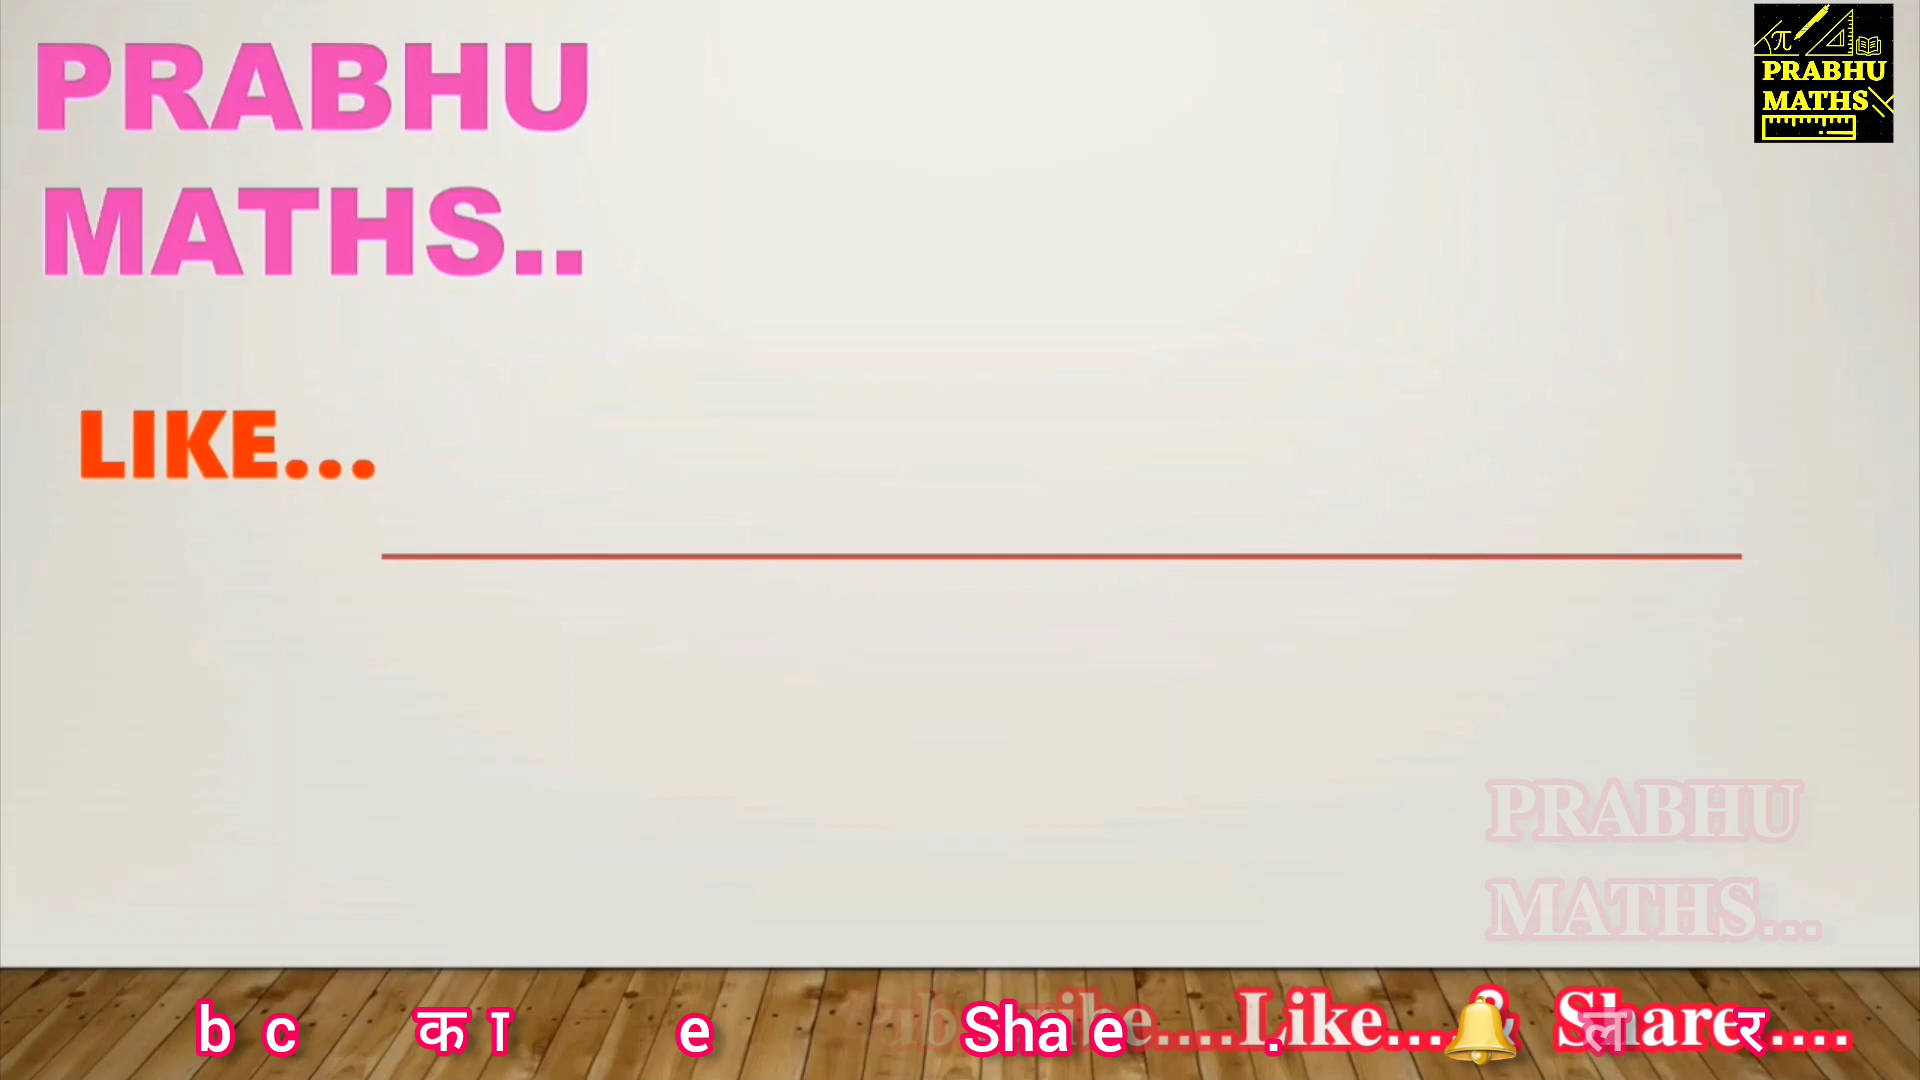 PRABHU
MATHS..
PRABHU
MATHS
LIKE...
PRABHU
MATHS...
Like... & Share....